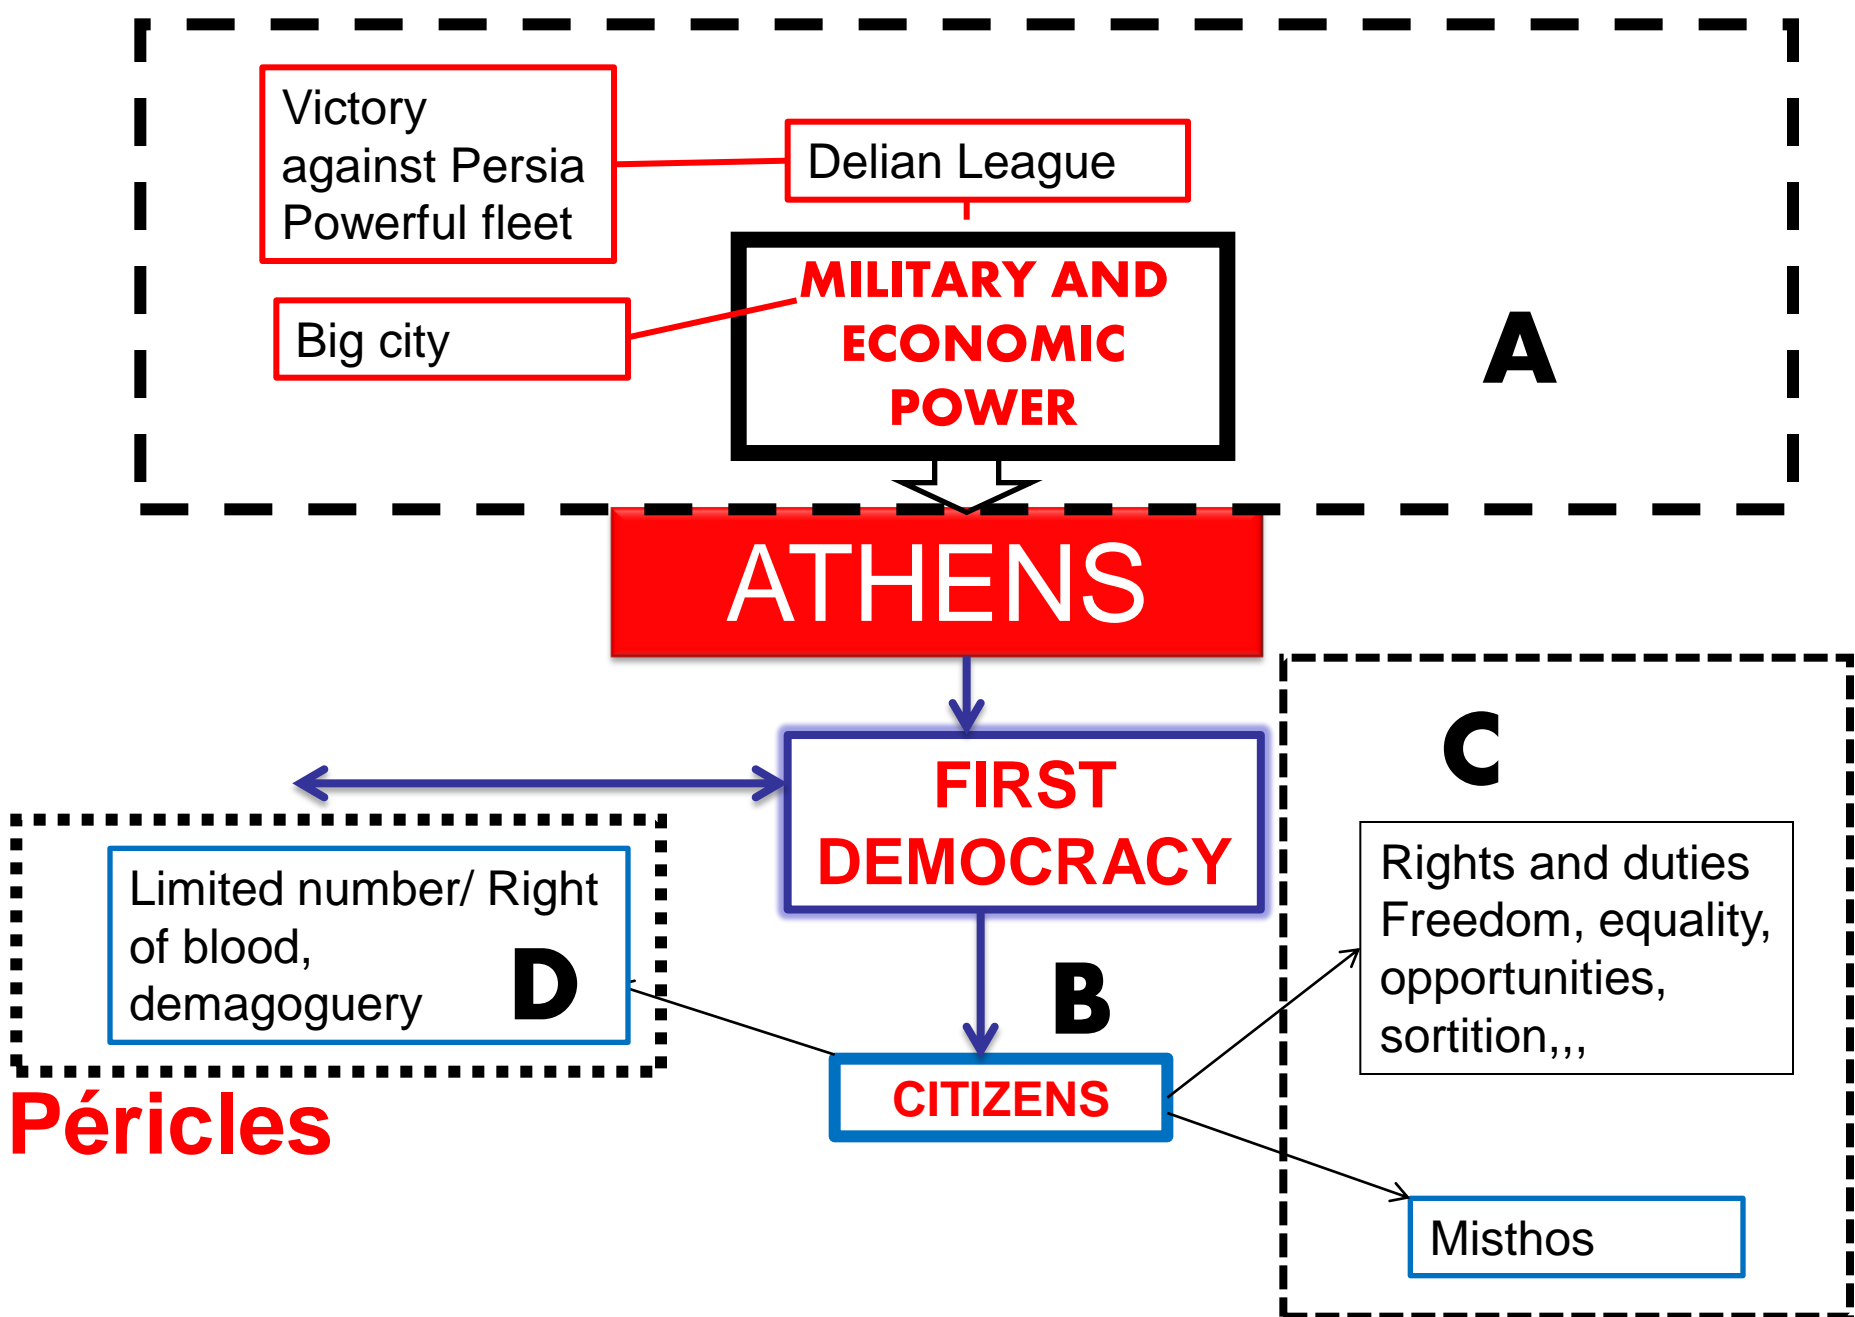 Victory
against Persia
Powerful fleet
Delian League
Big city
MILITARY AND
ECONOMIC
POWER
A
ATHENS
FIRST
DEMOCRACY
C
Rights and duties
Freedom, equality,
opportunities,
sortition,,,
Limited number/ Right
of blood,
demagoguery
D
B
CITIZENS
Péricles
Misthos